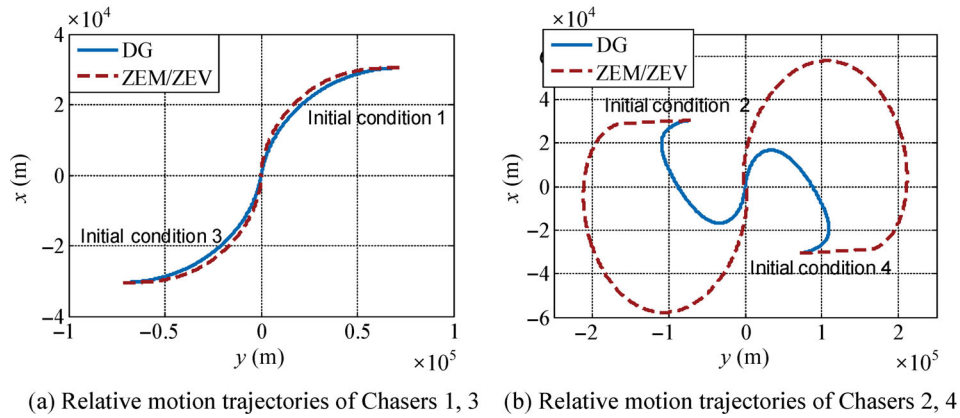 ×10⁴
4
2
0
−2
−4
x (m)
DG
ZEM/ZEV
Initial condition 1
Initial condition 3
−1
−0.5
0
0.5
1
y (m)
×10⁵
(a) Relative motion trajectories of Chasers 1, 3
×10⁴
DG
ZEM/ZEV
4
2
0
−2
−4
−6
x (m)
Initial condition 2
Initial condition 4
−2
−1
0
1
2
y (m)
×10⁵
(b) Relative motion trajectories of Chasers 2, 4